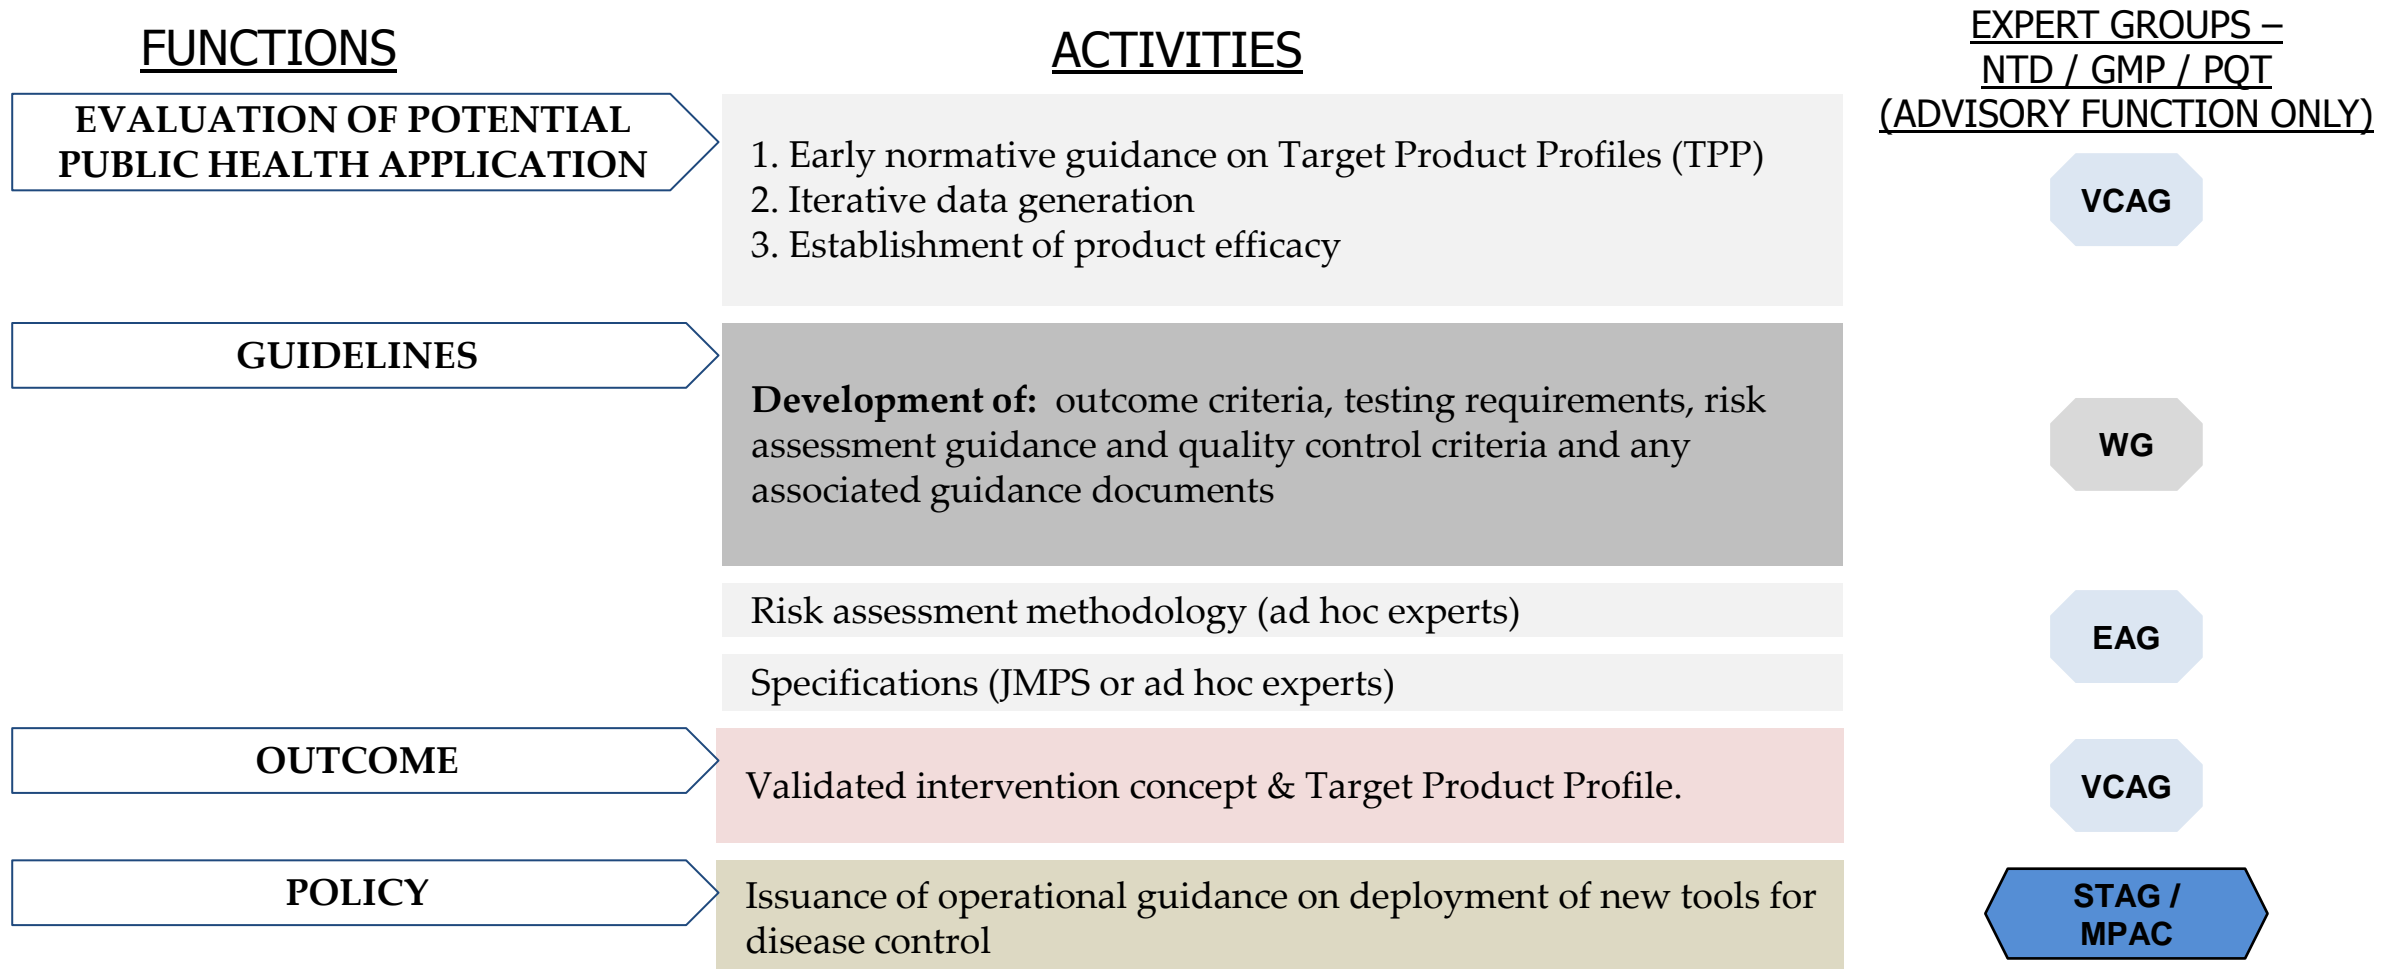 FUNCTIONS
ACTIVITIES
EXPERT GROUPS –
NTD / GMP / PQT
(ADVISORY FUNCTION ONLY)
EVALUATION OF POTENTIAL
PUBLIC HEALTH APPLICATION
1. Early normative guidance on Target Product Profiles (TPP)
2. Iterative data generation
3. Establishment of product efficacy
VCAG
GUIDELINES
Development of:  outcome criteria, testing requirements, risk
assessment guidance and quality control criteria and any
associated guidance documents
WG
Risk assessment methodology (ad hoc experts)
EAG
Specifications (JMPS or ad hoc experts)
OUTCOME
Validated intervention concept & Target Product Profile.
VCAG
POLICY
Issuance of operational guidance on deployment of new tools for
disease control
STAG /
MPAC